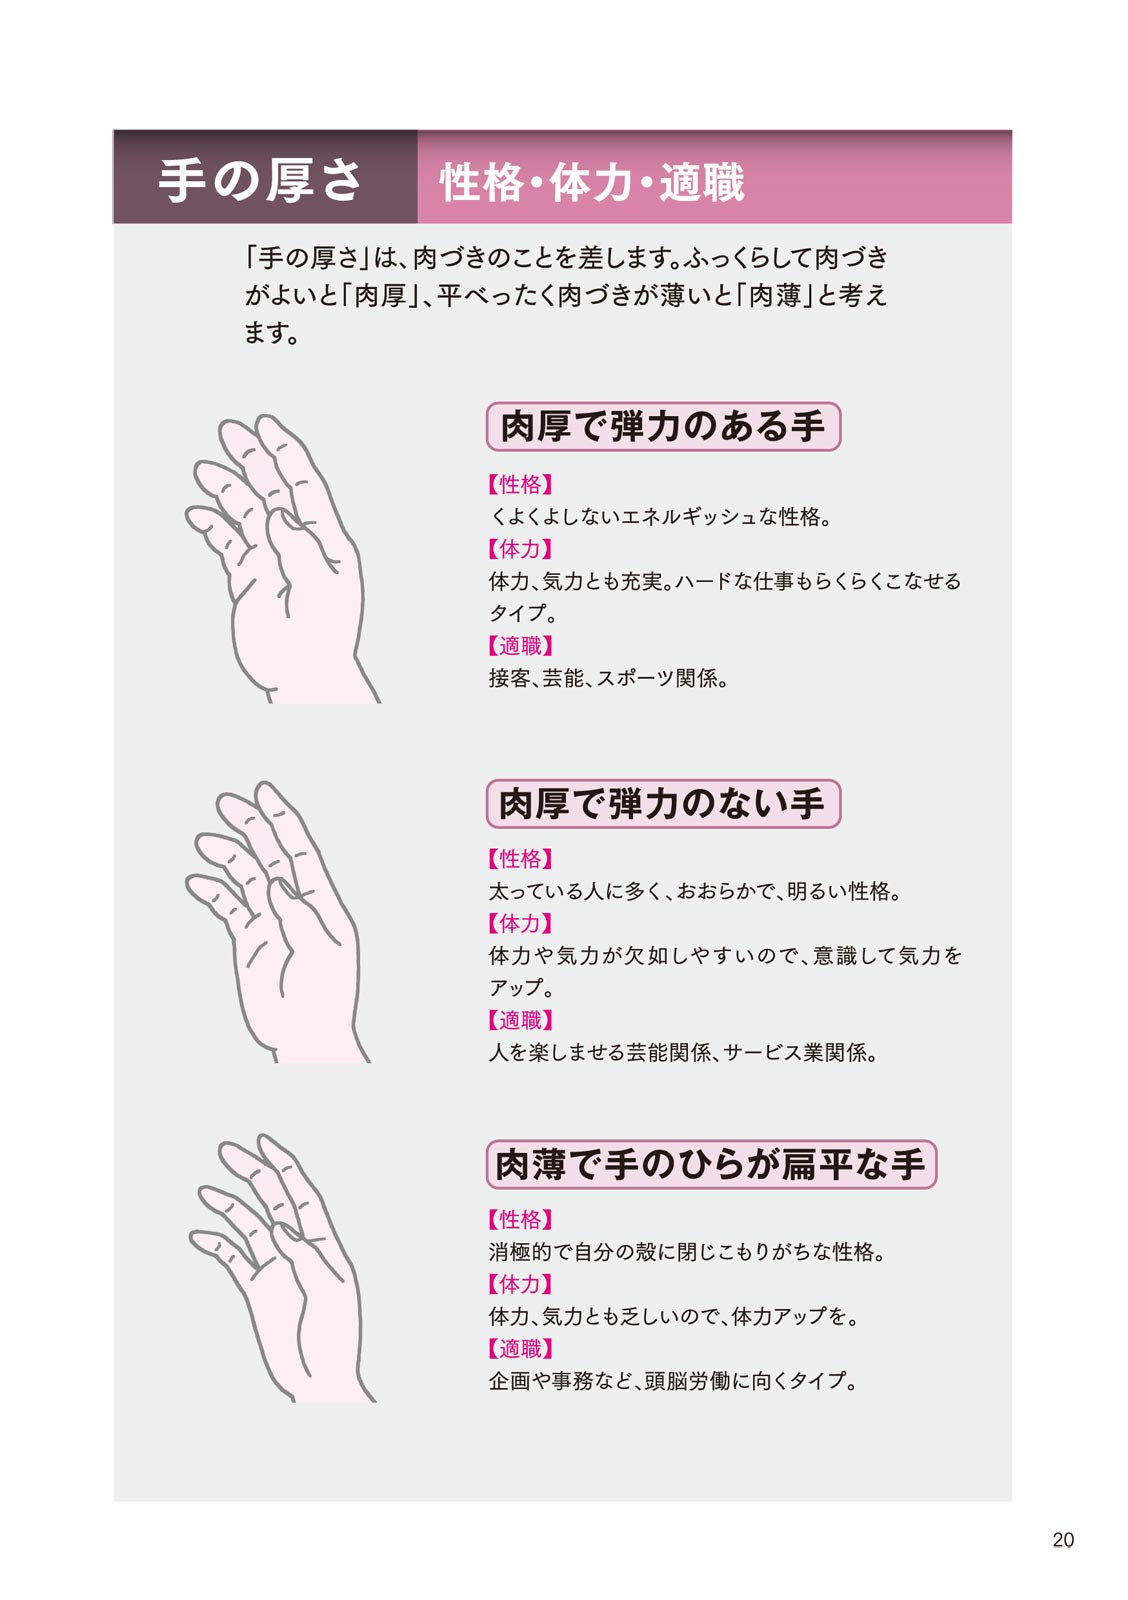 手の厚さ 性格・体力・適職
「手の厚さ」は、肉づきのことを差します。ふっくらして肉づき
がよいと「肉厚」、平べったく肉づきが薄いと「肉薄」と考え
ます。
肉厚で弾力のある手
【性格】
くよくよしないエネルギッシュな性格。
【体力】
体力、気力とも充実。ハードな仕事もらくらくこなせる
タイプ。
【適職】
接客、芸能、スポーツ関係。
肉厚で弾力のない手
【性格】
太っている人に多く、おおらかで、明るい性格。
【体力】
体力や気力が欠如しやすいので、意識して気力を
アップ。
【適職】
人を楽しませる芸能関係、サービス業関係。
肉薄で手のひらが扁平な手
【性格】
消極的で自分の殻に閉じこもりがちな性格。
【体力】
体力、気力とも乏しいので、体力アップを。
【適職】
企画や事務など、頭脳労働に向くタイプ。
20